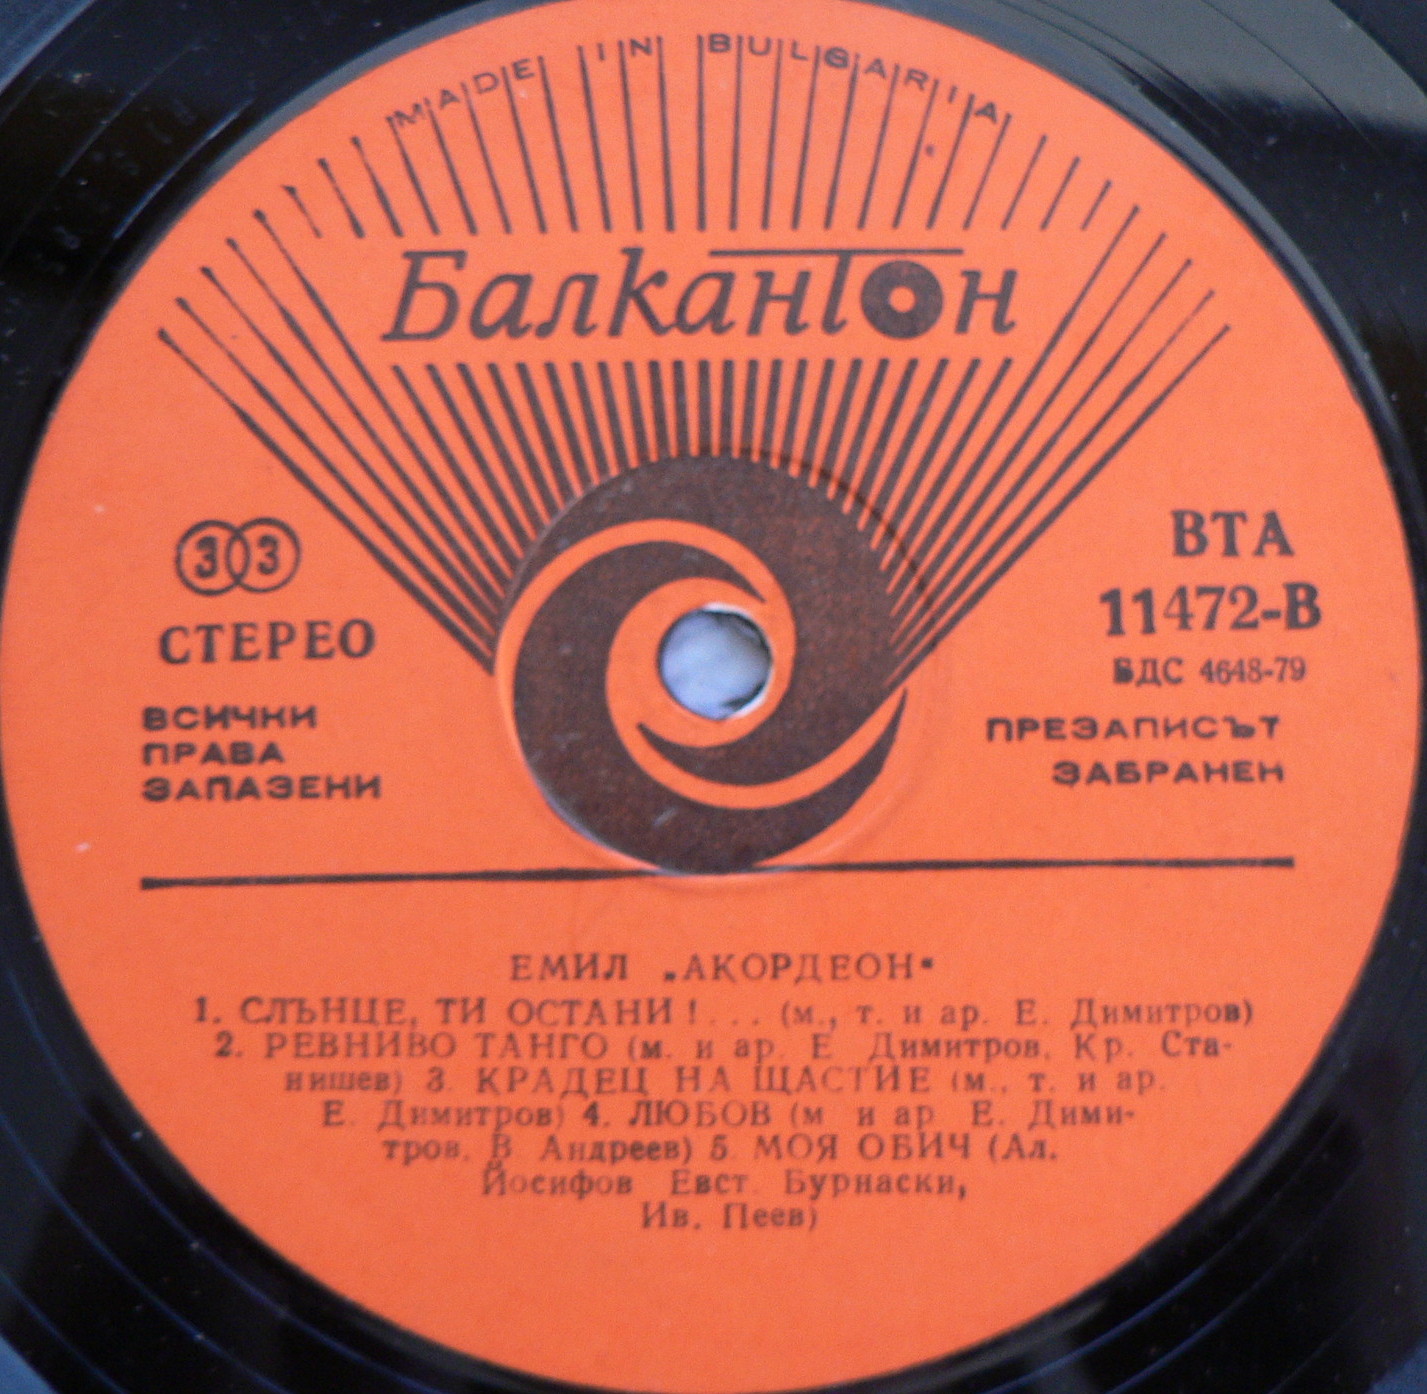 MADE IN BULGARIA
Балкантон
33
СТЕРЕО
ВСИЧКИ
ПРАВА
ЗАПАЗЕНИ
ВТА
11472-В
БДС 4648-79
ПРЕЗАПИСЪТ
ЗАБРАНЕН
ЕМИЛ „АКОРДЕОН"
1. СЛЪНЦЕ, ТИ ОСТАНИ! ... (м., т. и ар. Е. Димитров)
2. РЕВНИВО ТАНГО (м. и ар. Е Димитров, Кр. Ста-
нишев) 3. КРАДЕЦ НА ЩАСТИЕ (м., т. и ар.
Е. Димитров) 4. ЛЮБОВ (м и ар Е. Дими-
тров, В Андреев) 5. МОЯ ОБИЧ (Ал.
Йосифов Евст. Бурнаски,
Ив. Пеев)